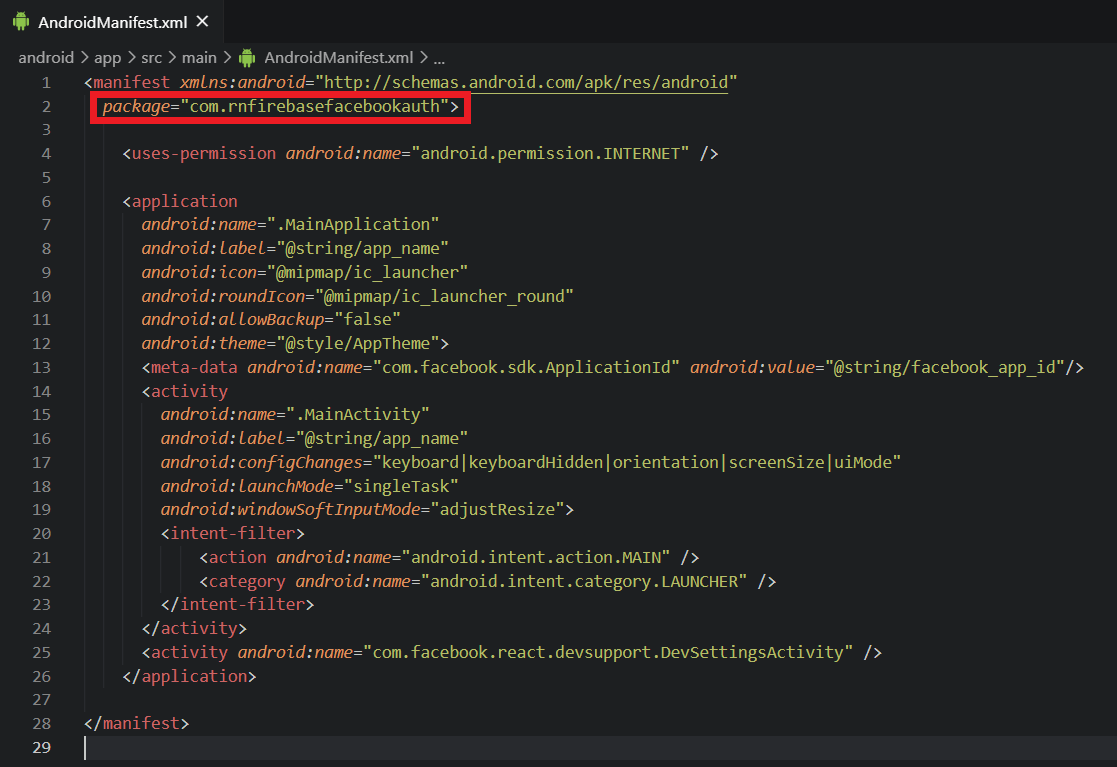 AndroidManifest.xml ×
android > app > src > main > AndroidManifest.xml > ...
1 <manifest xmlns:android="http://schemas.android.com/apk/res/android"
2 package="com.rnfirebasefacebookauth">
3
4 <uses-permission android:name="android.permission.INTERNET" />
5
6 <application
7 android:name=".MainApplication"
8 android:label="@string/app_name"
9 android:icon="@mipmap/ic_launcher"
10 android:roundIcon="@mipmap/ic_launcher_round"
11 android:allowBackup="false"
12 android:theme="@style/AppTheme">
13 <meta-data android:name="com.facebook.sdk.ApplicationId" android:value="@string/facebook_app_id"/>
14 <activity
15 android:name=".MainActivity"
16 android:label="@string/app_name"
17 android:configChanges="keyboard|keyboardHidden|orientation|screenSize|uiMode"
18 android:launchMode="singleTask"
19 android:windowSoftInputMode="adjustResize">
20 <intent-filter>
21 <action android:name="android.intent.action.MAIN" />
22 <category android:name="android.intent.category.LAUNCHER" />
23 </intent-filter>
24 </activity>
25 <activity android:name="com.facebook.react.devsupport.DevSettingsActivity" />
26 </application>
27
28 </manifest>
29